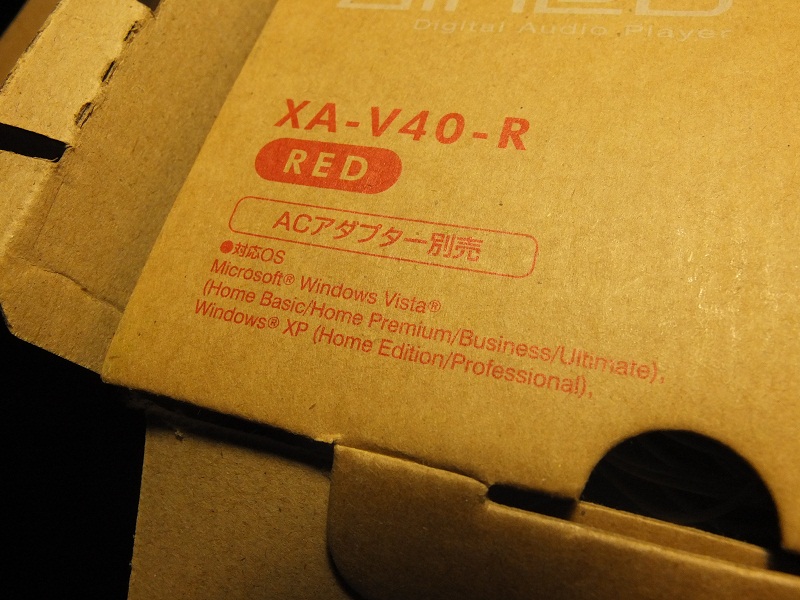 Digital Audio Player
XA-V40-R
RED
ACアダプター別売
●対応OS
Microsoft® Windows Vista®
(Home Basic/Home Premium/Business/Ultimate),
Windows® XP (Home Edition/Professional),